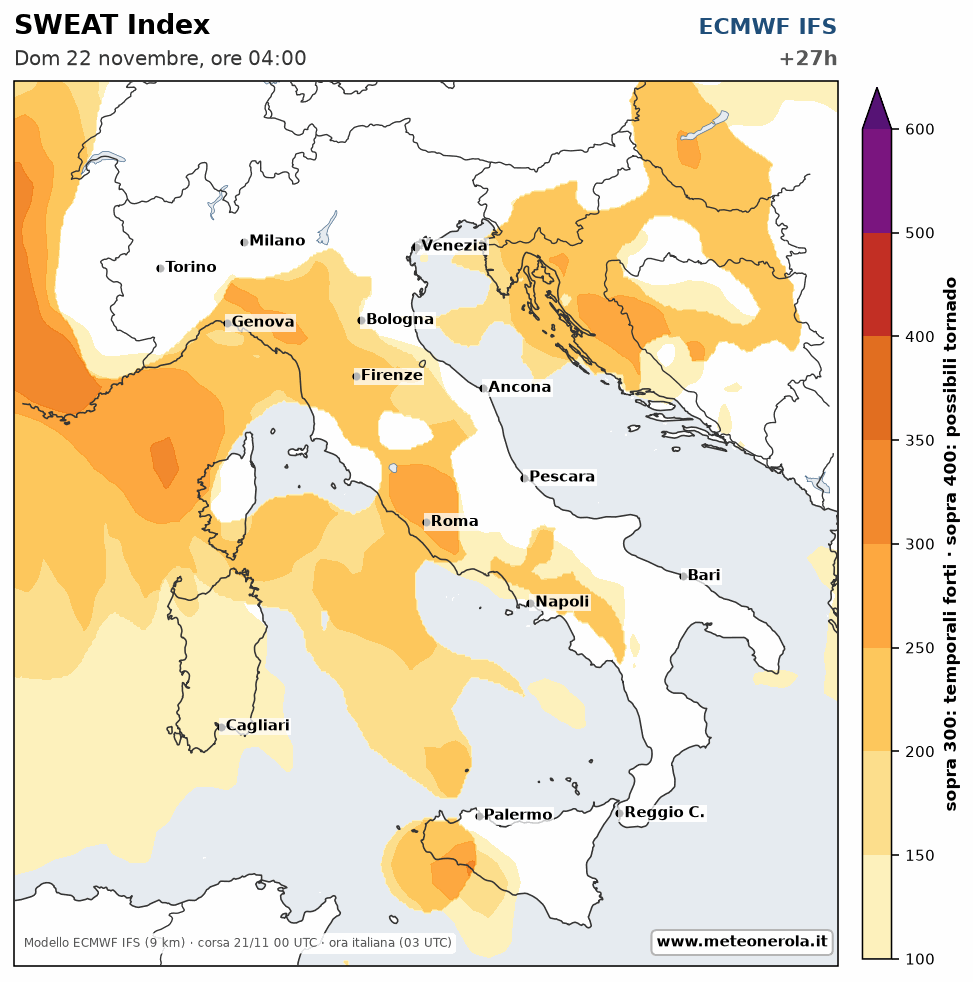 SWEAT Index
ECMWF IFS
Dom 22 novembre, ore 04:00
+27h
Milano
Venezia
Torino
Genova
Bologna
Firenze
Ancona
Pescara
Roma
Bari
Napoli
Cagliari
Palermo
Reggio C.
600
500
400
350
300
250
200
150
100
sopra 300: temporali forti · sopra 400: possibili tornado
Modello ECMWF IFS (9 km) · corsa 21/11 00 UTC · ora italiana (03 UTC)
www.meteonerola.it